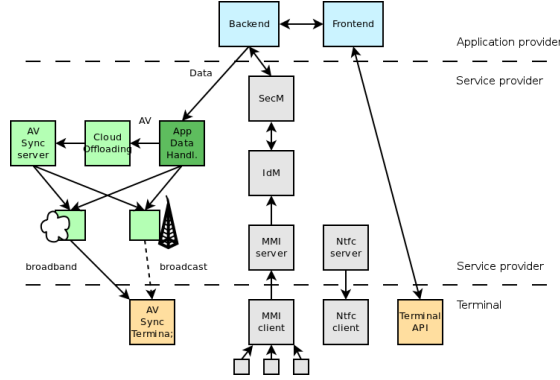 Backend
Frontend
Application provider
Data
Service provider
SecM
AV
AV
Sync
server
Cloud
Offloading
App
Data
Handl.
IdM
MMI
server
Ntfc
server
broadband
broadcast
Service provider
Terminal
AV
Sync
Termina;
MMI
client
Ntfc
client
Terminal
API